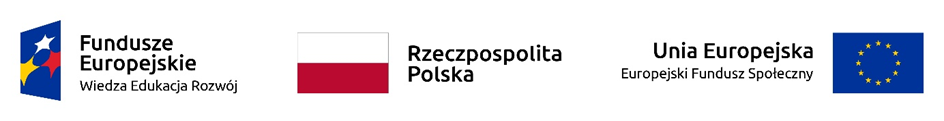 Fundusze
Europejskie
Wiedza Edukacja Rozwój
Rzeczpospolita
Polska
Unia Europejska
Europejski Fundusz Społeczny